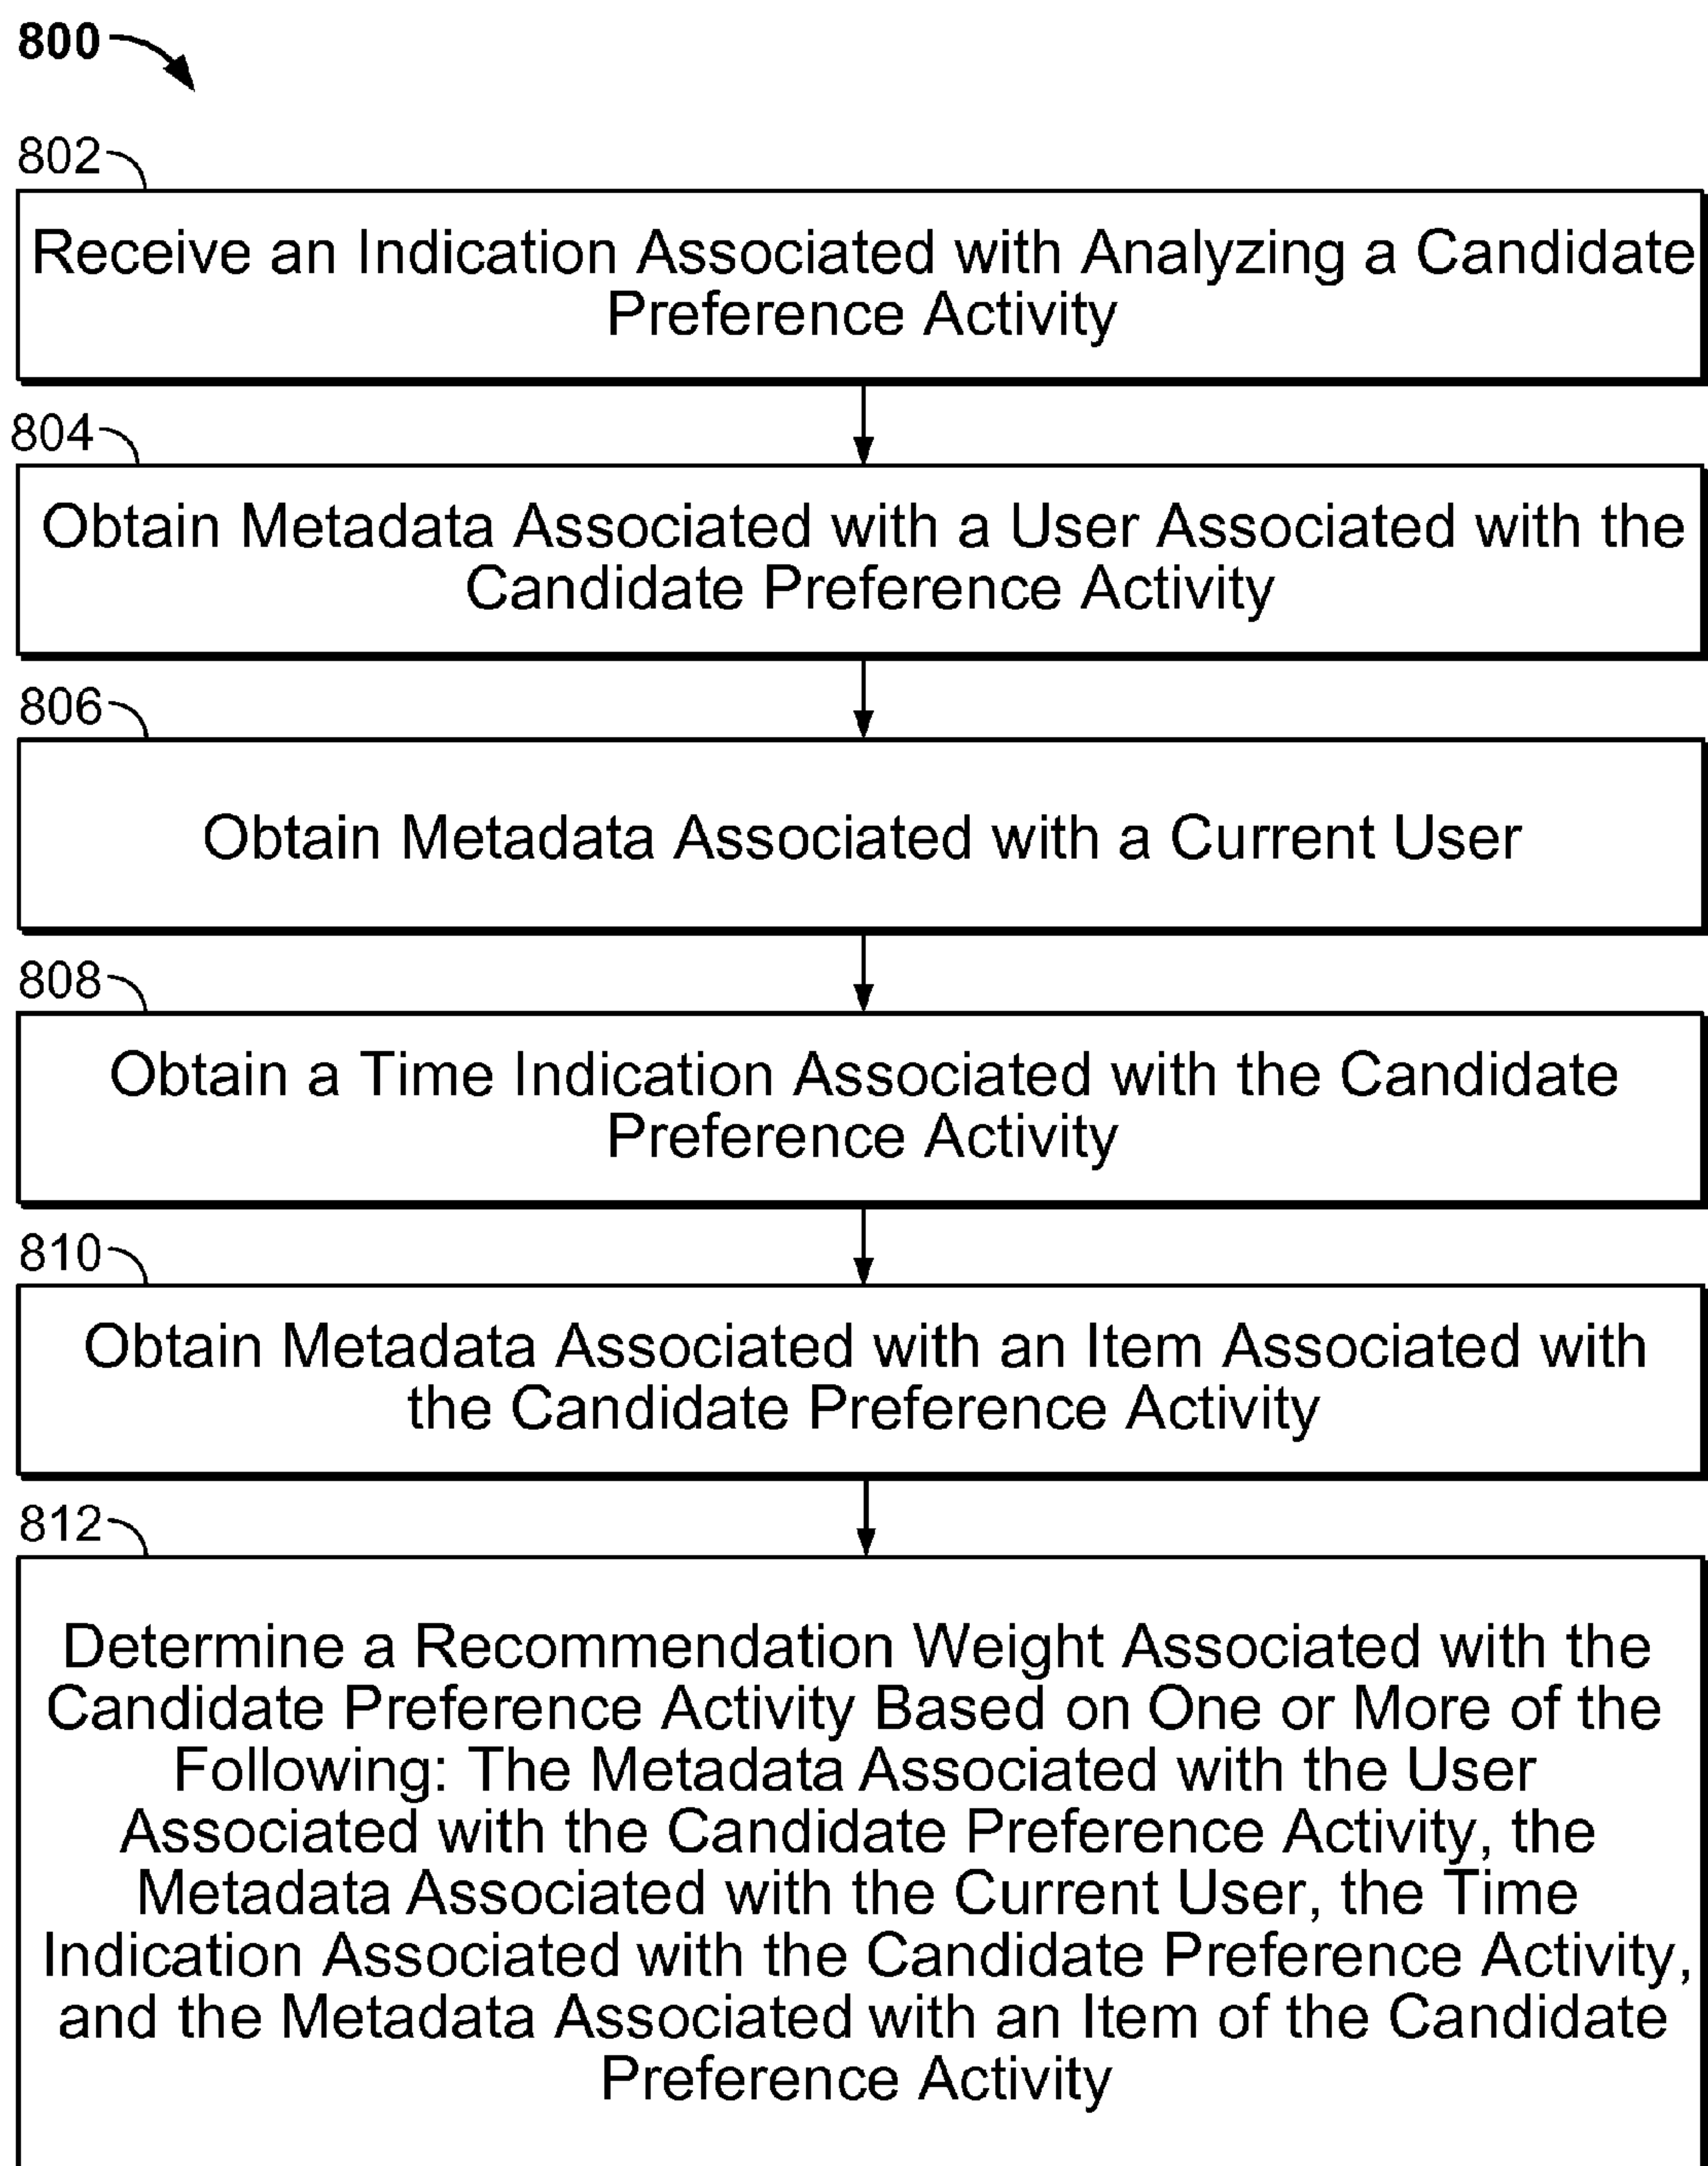 800
802
Receive an Indication Associated with Analyzing a Candidate
Preference Activity
804
Obtain Metadata Associated with a User Associated with the
Candidate Preference Activity
806
Obtain Metadata Associated with a Current User
808
Obtain a Time Indication Associated with the Candidate
Preference Activity
810
Obtain Metadata Associated with an Item Associated with
the Candidate Preference Activity
812
Determine a Recommendation Weight Associated with the
Candidate Preference Activity Based on One or More of the
Following: The Metadata Associated with the User
Associated with the Candidate Preference Activity, the
Metadata Associated with the Current User, the Time
Indication Associated with the Candidate Preference Activity,
and the Metadata Associated with an Item of the Candidate
Preference Activity